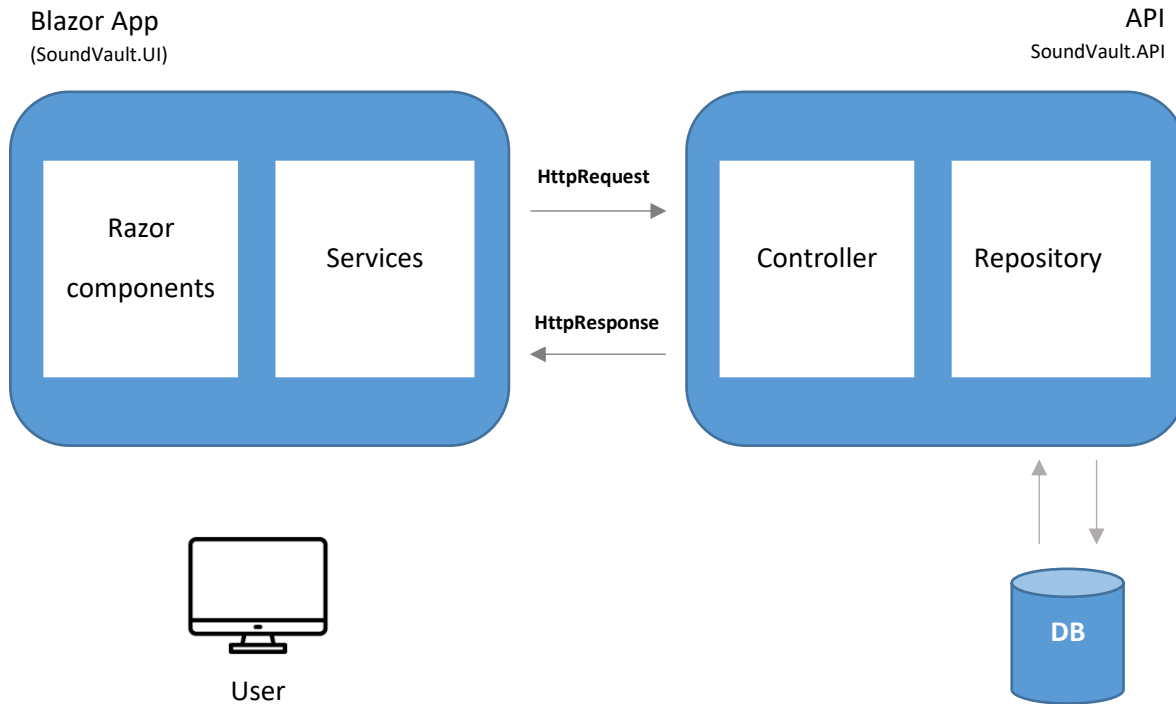 Blazor App
(SoundVault.UI)
API
SoundVault.API
Razor
components
Services
HttpRequest
HttpResponse
Controller
Repository
User
DB